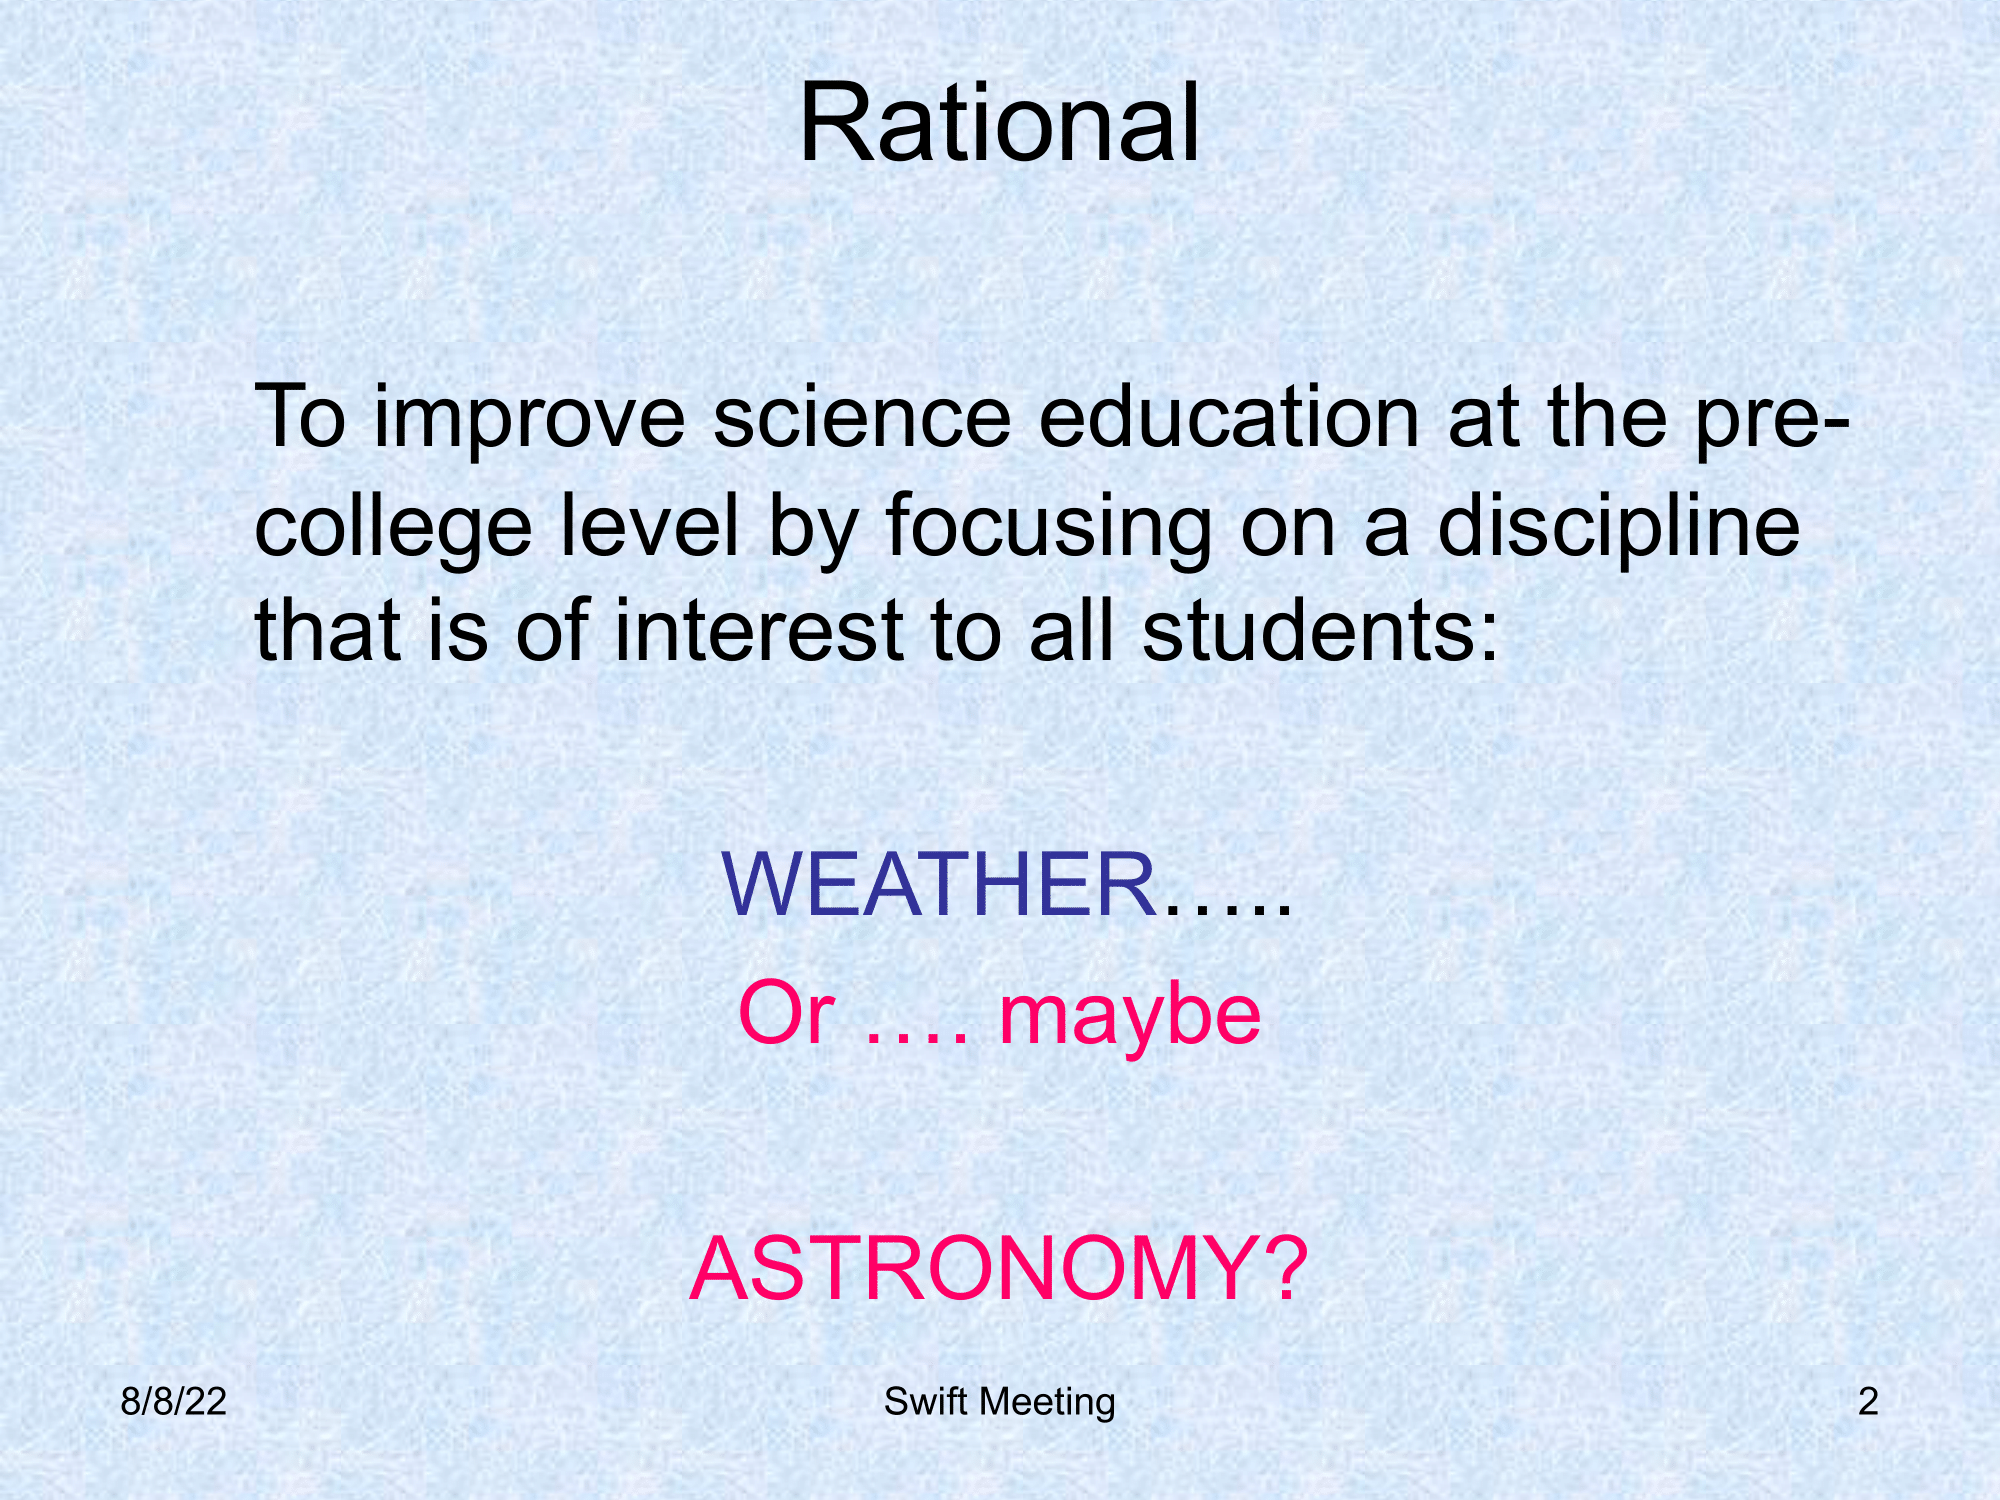 Rational
To improve science education at the pre-
college level by focusing on a discipline
that is of interest to all students:
WEATHER…..
Or …. maybe
ASTRONOMY?
8/8/22
Swift Meeting
2